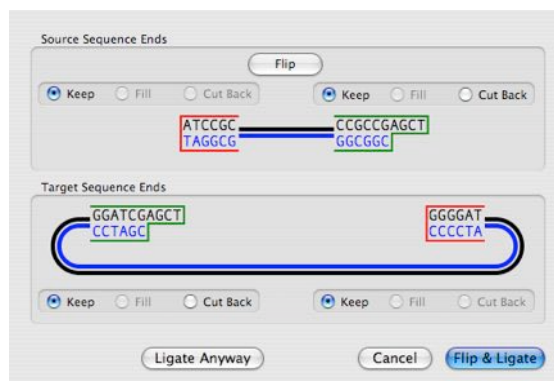 Source Sequence Ends
Flip
Keep Fill Cut Back Keep Fill Cut Back
ATCCGC CCGCCGAGCT
TAGGCG GGCGGC
Target Sequence Ends
GGATCGAGCT GGGGAT
CCTAGC CCCCTA
Keep Fill Cut Back Keep Fill Cut Back
Ligate Anyway Cancel Flip & Ligate